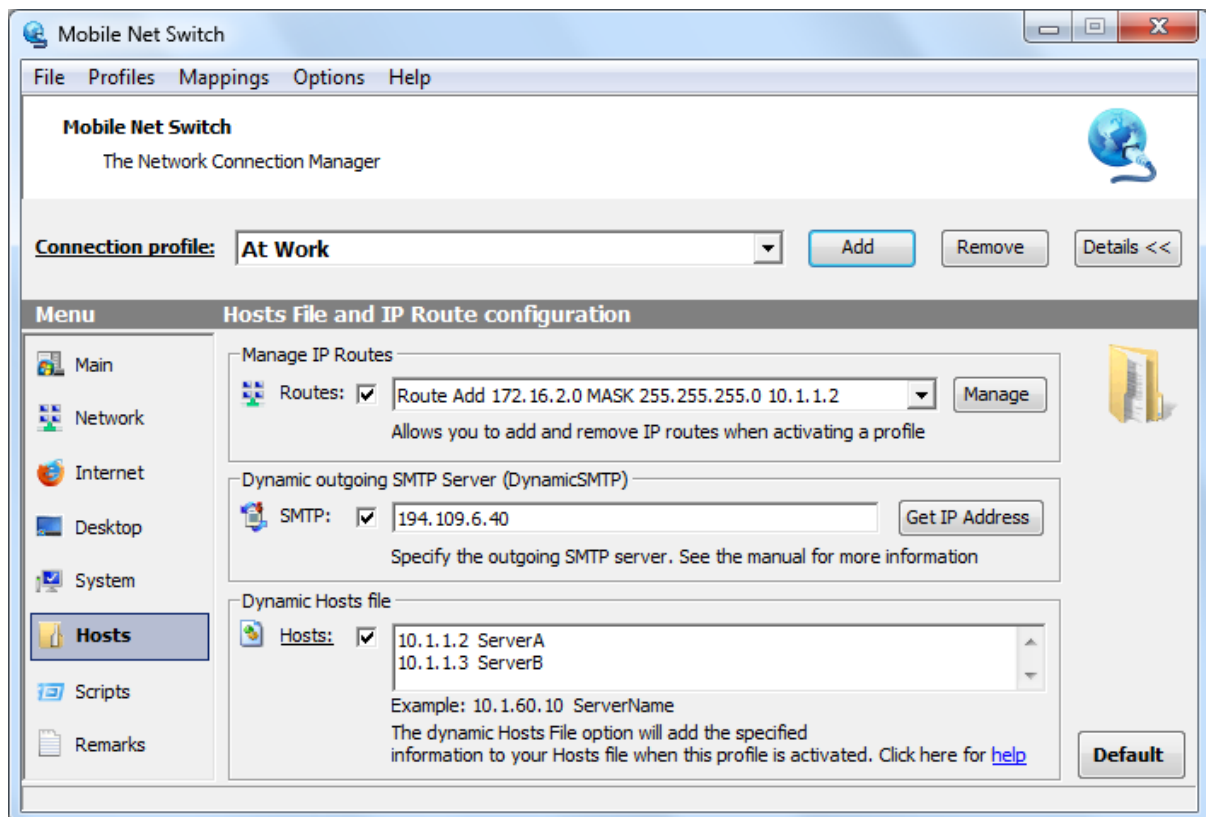 Mobile Net Switch
File Profiles Mappings Options Help
Mobile Net Switch
The Network Connection Manager
Connection profile: At Work Add Remove Details <<
Menu Hosts File and IP Route configuration
Main
Network
Internet
Desktop
System
Hosts
Scripts
Remarks
Manage IP Routes
Routes: Route Add 172.16.2.0 MASK 255.255.255.0 10.1.1.2 Manage
Allows you to add and remove IP routes when activating a profile
Dynamic outgoing SMTP Server (DynamicSMTP)
SMTP: 194.109.6.40 Get IP Address
Specify the outgoing SMTP server. See the manual for more information
Dynamic Hosts file
Hosts: 10.1.1.2 ServerA
10.1.1.3 ServerB
Example: 10.1.60.10 ServerName
The dynamic Hosts File option will add the specified
information to your Hosts file when this profile is activated. Click here for help
Default